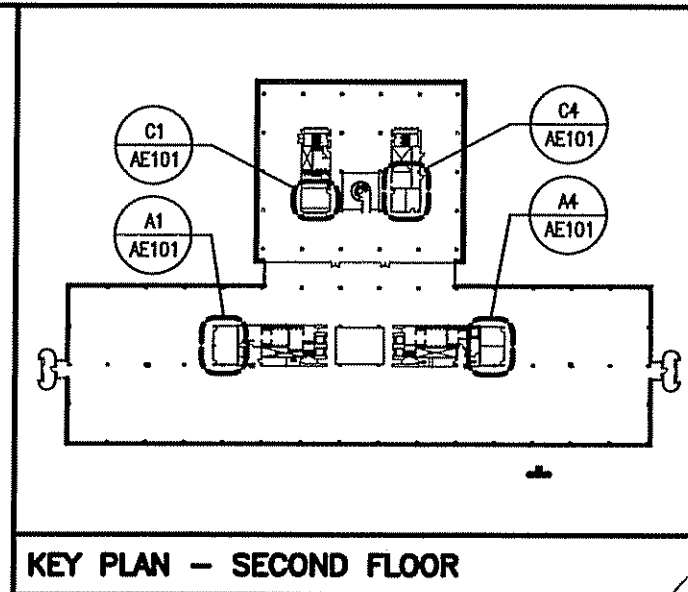 C1
AE101
C4
AE101
A1
AE101
A4
AE101
KEY PLAN – SECOND FLOOR